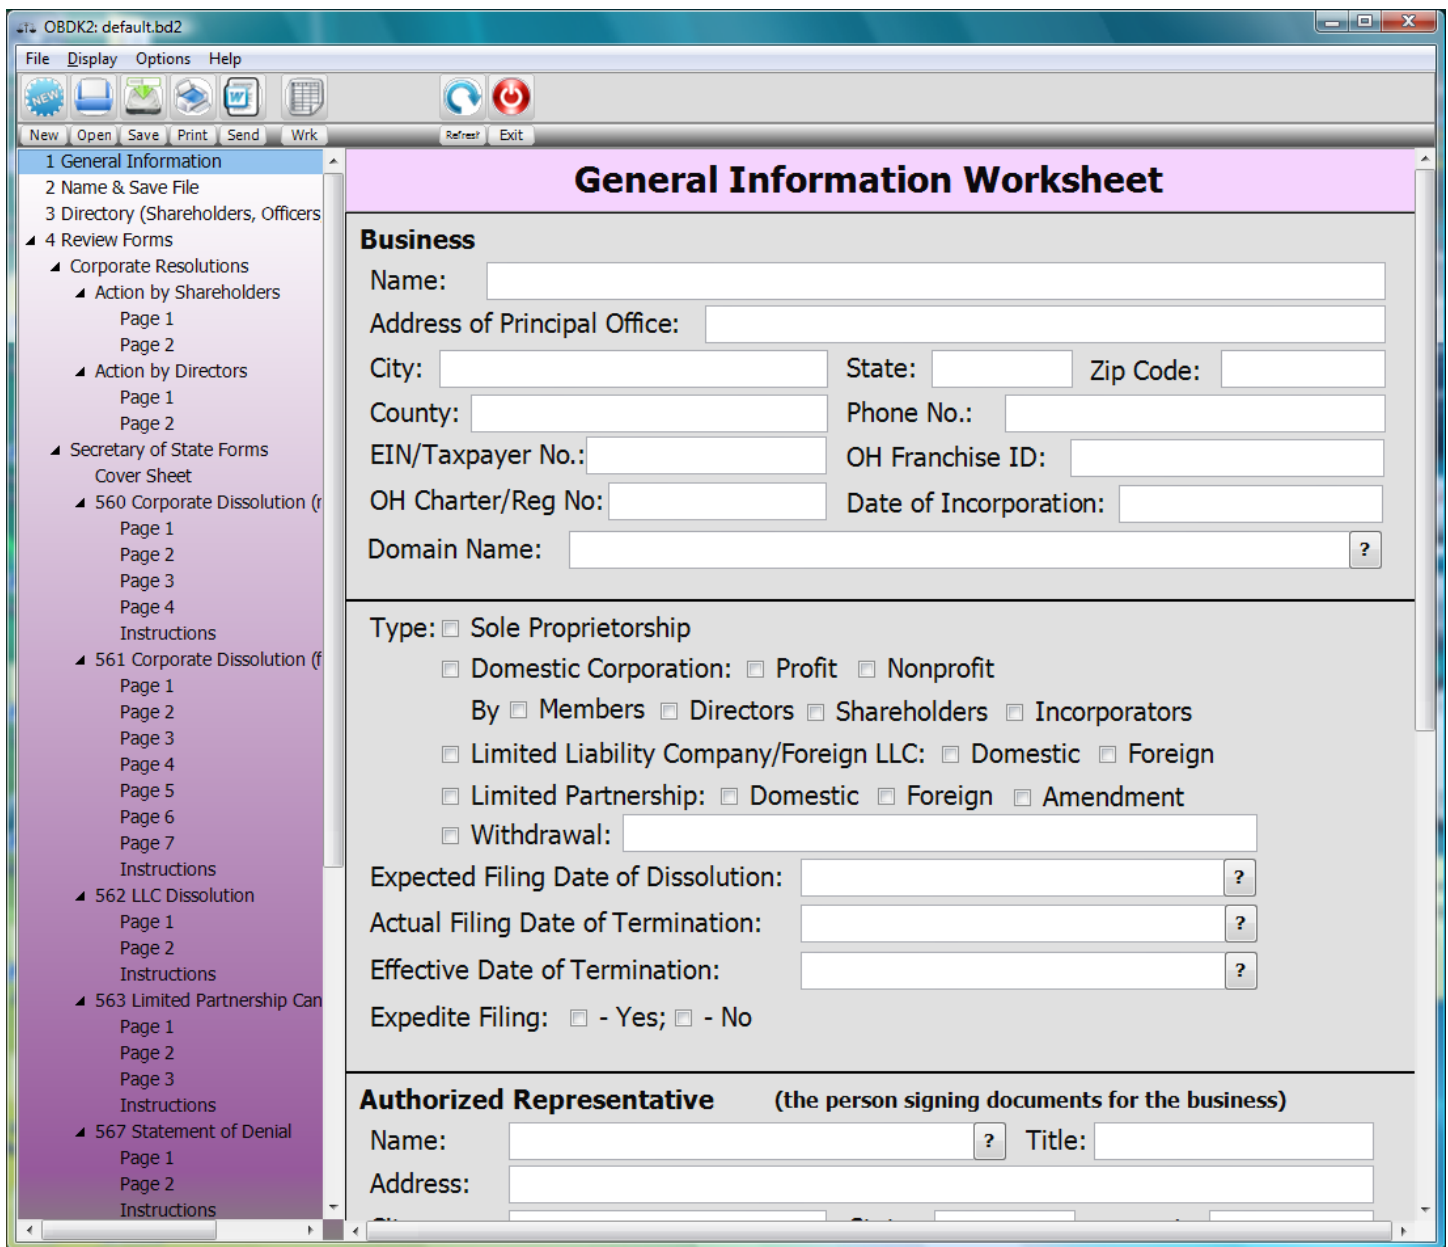 OBDK2: default.bd2
File Display Options Help
NEW
W
New Open Save Print Send Wrk Refresh Exit
1 General Information
2 Name & Save File
3 Directory (Shareholders, Officers
4 Review Forms
Corporate Resolutions
Action by Shareholders
Page 1
Page 2
Action by Directors
Page 1
Page 2
Secretary of State Forms
Cover Sheet
560 Corporate Dissolution (r
Page 1
Page 2
Page 3
Page 4
Instructions
561 Corporate Dissolution (f
Page 1
Page 2
Page 3
Page 4
Page 5
Page 6
Page 7
Instructions
562 LLC Dissolution
Page 1
Page 2
Instructions
563 Limited Partnership Can
Page 1
Page 2
Page 3
Instructions
567 Statement of Denial
Page 1
Page 2
Instructions
General Information Worksheet
Business
Name:
Address of Principal Office:
City: State: Zip Code:
County: Phone No.:
EIN/Taxpayer No.: OH Franchise ID:
OH Charter/Reg No: Date of Incorporation:
Domain Name: ?
Type: Sole Proprietorship
Domestic Corporation: Profit Nonprofit
By Members Directors Shareholders Incorporators
Limited Liability Company/Foreign LLC: Domestic Foreign
Limited Partnership: Domestic Foreign Amendment
Withdrawal:
Expected Filing Date of Dissolution: ?
Actual Filing Date of Termination: ?
Effective Date of Termination: ?
Expedite Filing: - Yes; - No
Authorized Representative (the person signing documents for the business)
Name: ? Title:
Address: